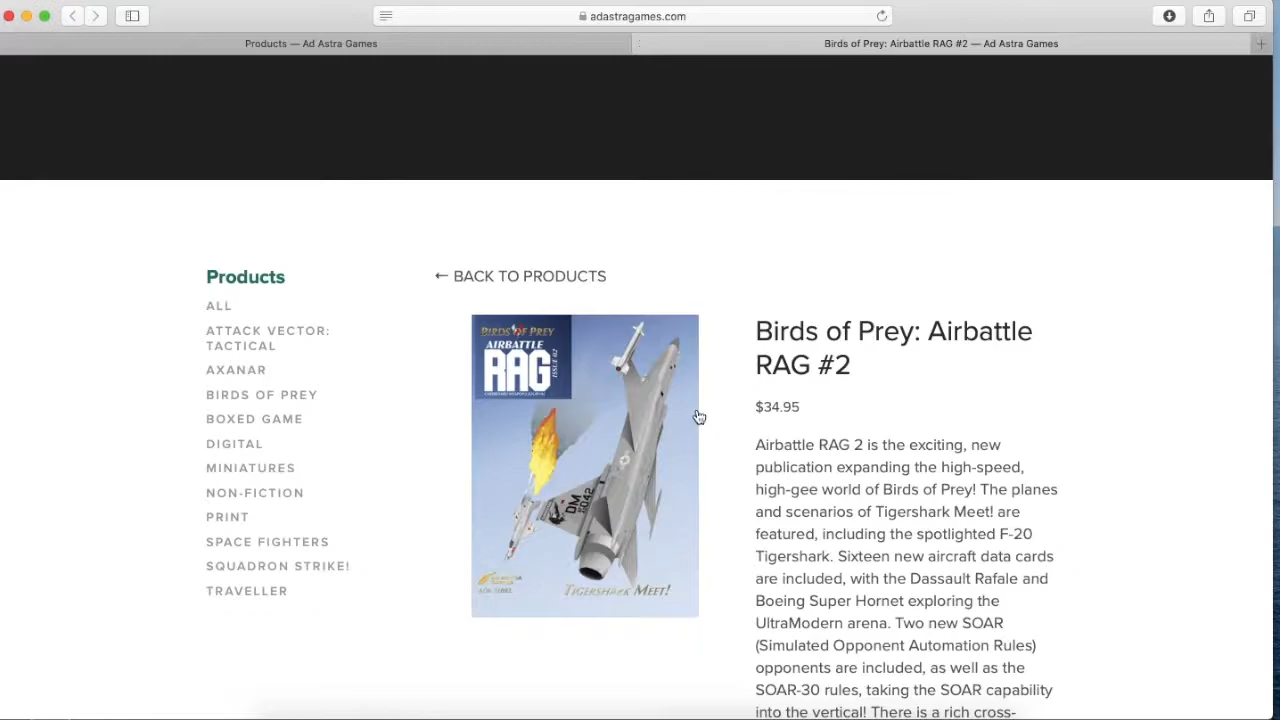 adastragames.com
Products — Ad Astra Games
Birds of Prey: Airbattle RAG #2 — Ad Astra Games
Products
ALL
ATTACK VECTOR:
TACTICAL
AXANAR
BIRDS OF PREY
BOXED GAME
DIGITAL
MINIATURES
NON-FICTION
PRINT
SPACE FIGHTERS
SQUADRON STRIKE!
TRAVELLER
← BACK TO PRODUCTS
BIRDS OF PREY
AIRBATTLE
RAG
ISSUE #2
DM
TIGERSHARK MEET!
Birds of Prey: Airbattle
RAG #2
$34.95
Airbattle RAG 2 is the exciting, new
publication expanding the high-speed,
high-gee world of Birds of Prey! The planes
and scenarios of Tigershark Meet! are
featured, including the spotlighted F-20
Tigershark. Sixteen new aircraft data cards
are included, with the Dassault Rafale and
Boeing Super Hornet exploring the
UltraModern arena. Two new SOAR
(Simulated Opponent Automation Rules)
opponents are included, as well as the
SOAR-30 rules, taking the SOAR capability
into the vertical! There is a rich cross-